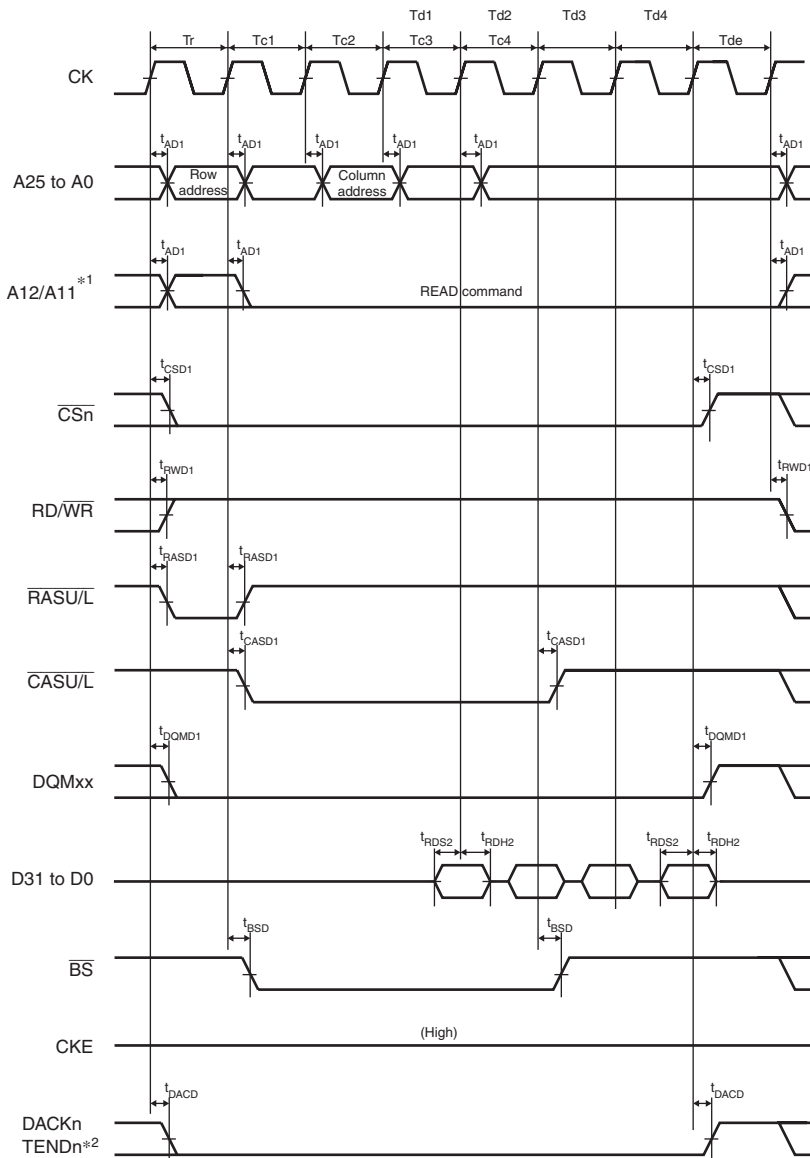 Td1 Td2 Td3 Td4
Tr Tc1 Tc2 Tc3 Tc4 Tde
CK
tAD1 tAD1 tAD1 tAD1 tAD1 tAD1
A25 to A0
Row address
Column address
tAD1 tAD1 tAD1
A12/A11*1
READ command
tCSD1 tCSD1
CSn
tRWD1 tRWD1
RD/WR
tRASD1 tRASD1
RASU/L
tCASD1 tCASD1
CASU/L
tDQMD1 tDQMD1
DQMxx
tRDS2 tRDH2 tRDS2 tRDH2
D31 to D0
tBSD tBSD
BS
(High)
CKE
tDACD tDACD
DACKn
TENDn*2